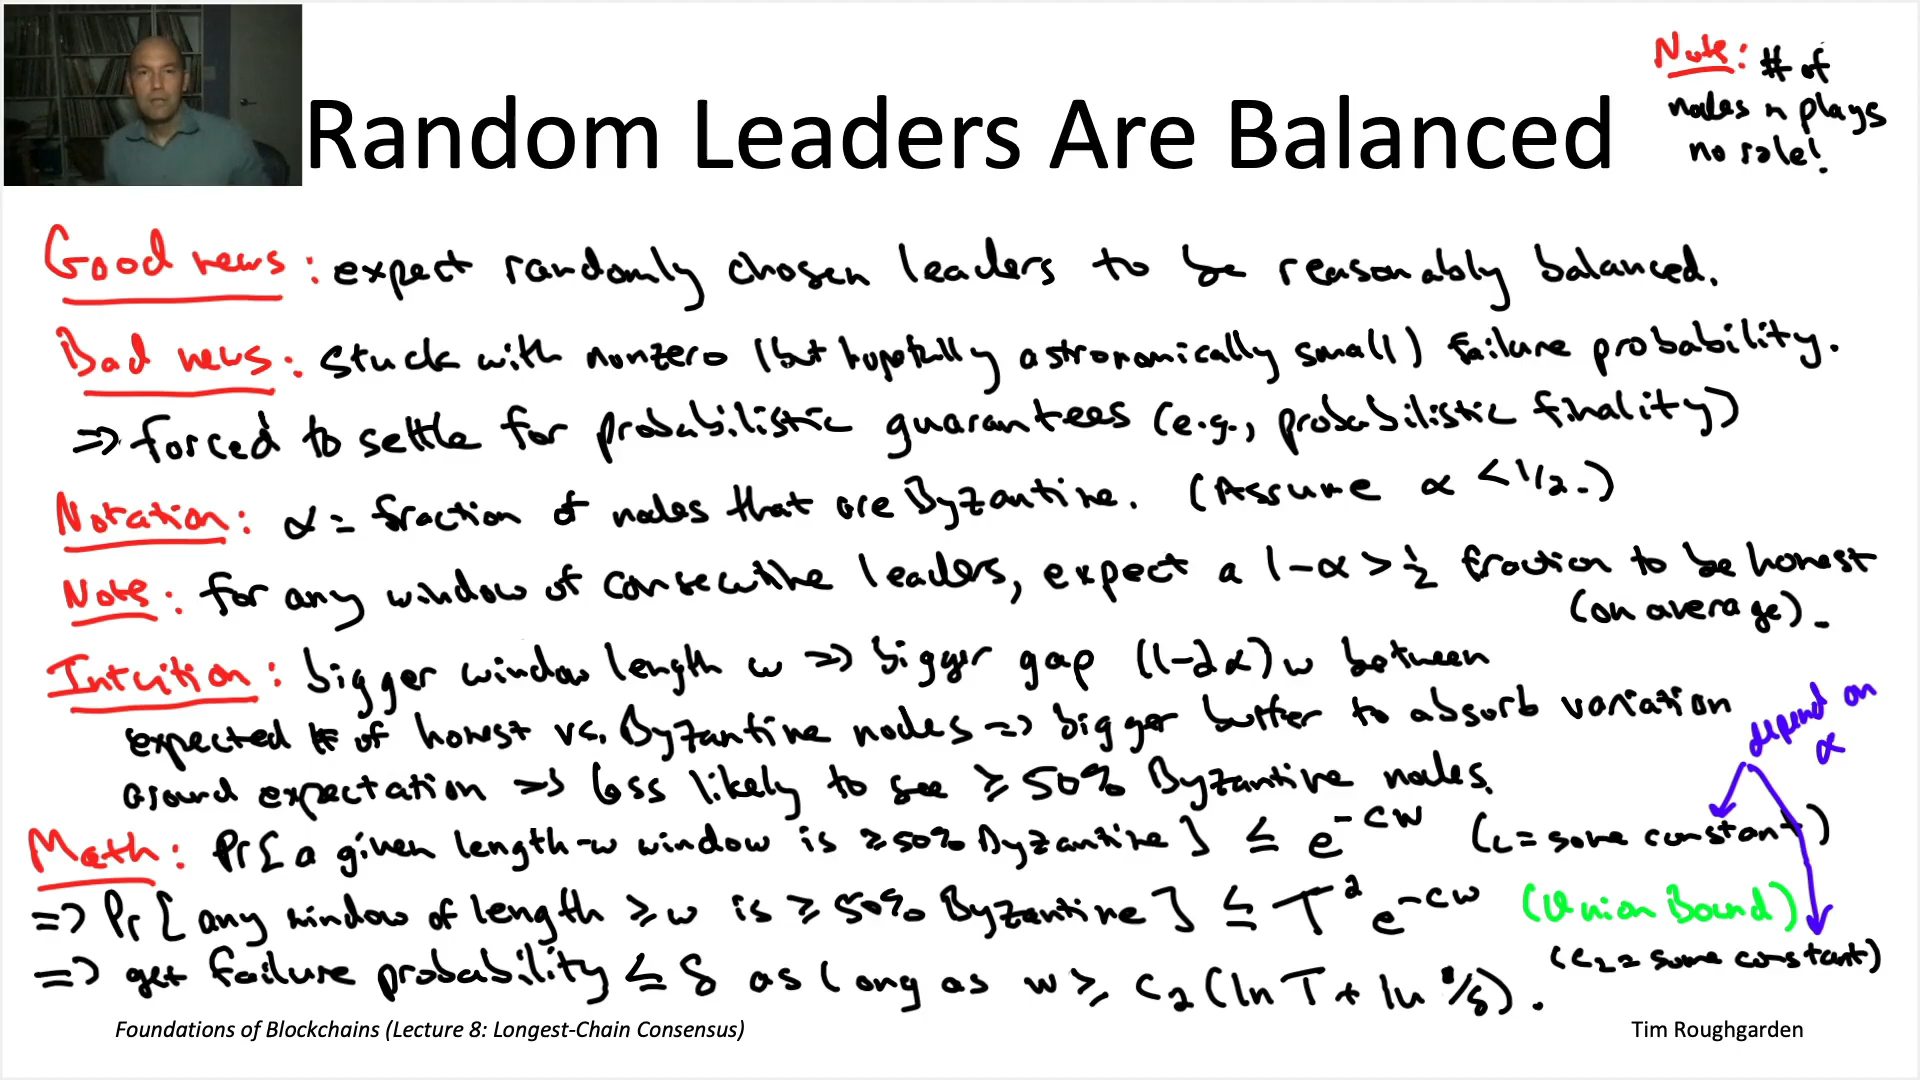 Random Leaders Are Balanced
Note: # of
nodes n plays
no role!
Good news: expect randomly chosen leaders to be reasonably balanced.
Bad news: stuck with nonzero (but hopefully astronomically small) failure probability.
=> forced to settle for probabilistic guarantees (e.g., probabilistic finality)
Notation: α = fraction of nodes that are Byzantine. (Assume α < 1/2.)
Note: for any window of consecutive leaders, expect a 1-α > 1/2 fraction to be honest
(on average).
Intuition: bigger window length w => bigger gap (1-2α)w between
expected # of honest vs. Byzantine nodes => bigger buffer to absorb variation
around expectation => less likely to see ≥ 50% Byzantine nodes.
depend on
α
Math: Pr[a given length-w window is ≥50% Byzantine] ≤ e^-cw (c = some constant)
=> Pr[any window of length ≥w is ≥ 50% Byzantine] ≤ T^2 e^-cw (Union Bound)
(c2 = some constant)
=> get failure probability ≤ δ as long as w ≥ c2(ln T + ln 1/δ).
Foundations of Blockchains (Lecture 8: Longest-Chain Consensus)
Tim Roughgarden